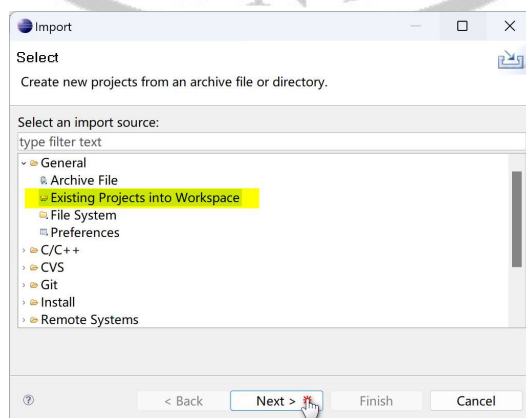 Import
Select
Create new projects from an archive file or directory.
Select an import source:
type filter text
General
Archive File
Existing Projects into Workspace
File System
Preferences
C/C++
CVS
Git
Install
Remote Systems
< Back Next > Finish Cancel